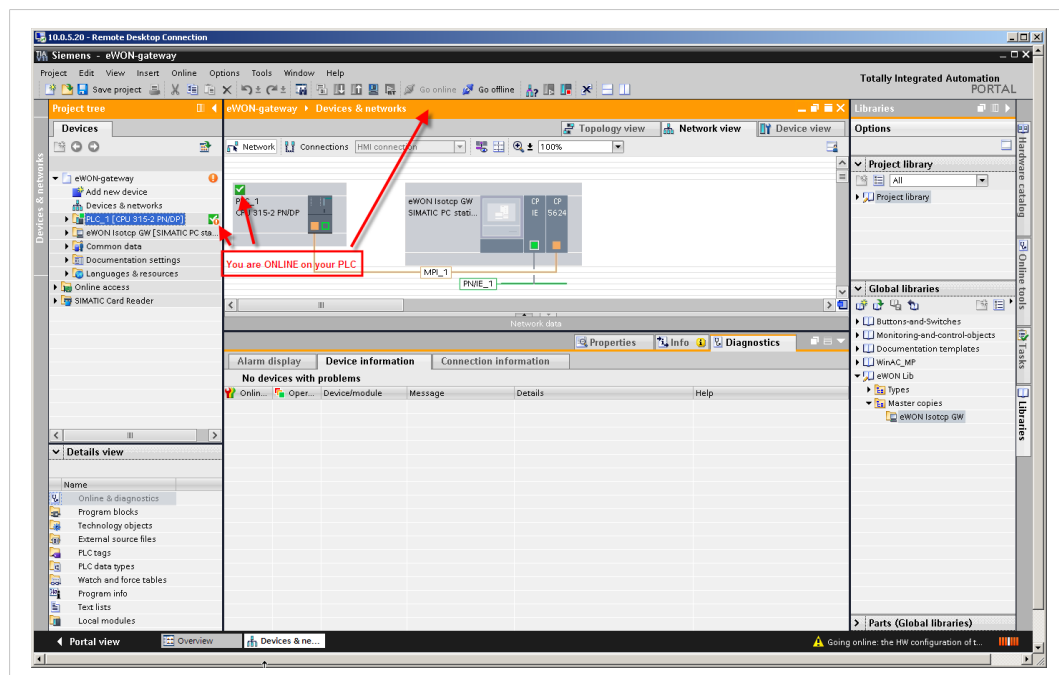 10.0.5.20 - Remote Desktop Connection
Siemens - eWON-gateway
Project Edit View Insert Online Options Tools Window Help
Totally Integrated Automation
PORTAL
Save project Go online Go offline
Project tree
eWON-gateway Devices & networks
Libraries
Devices
Topology view Network view Device view
Options
Network Connections HMI connection 100%
Devices & networks
eWON-gateway
Add new device
Devices & networks
PLC_1 [CPU 315-2 PN/DP]
eWON Isotcp GW [SIMATIC PC sta...
Common data
Documentation settings
Languages & resources
Online access
SIMATIC Card Reader
PLC_1
CPU 315-2 PN/DP
eWON Isotcp GW
SIMATIC PC stati...
CP
IE
CP
5624
You are ONLINE on your PLC
MPI_1
PN/IE_1
Network data
Project library
All
Project library
Global libraries
Buttons-and-Switches
Monitoring-and-control-objects
Documentation templates
WinAC_MP
eWON Lib
Types
Master copies
eWON Isotcp GW
Parts (Global libraries)
Hardware catalog
Online tools
Tasks
Libraries
Properties Info Diagnostics
Alarm display Device information Connection information
No devices with problems
Onlin... Oper... Device/module Message Details Help
Details view
Name
Online & diagnostics
Program blocks
Technology objects
External source files
PLC tags
PLC data types
Watch and force tables
Program info
Text lists
Local modules
Portal view Overview Devices & ne...
Going online: the HW configuration of t...